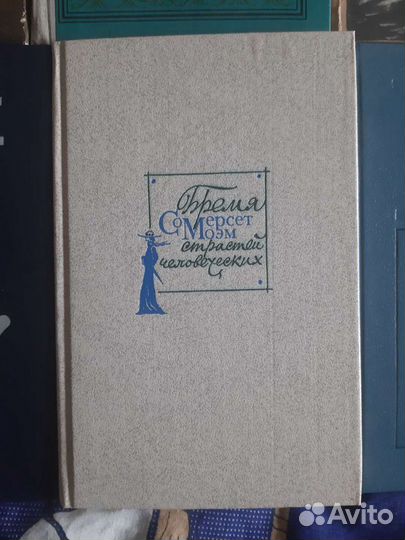 Бремя
Сомерсет
Моэм
страстей
человеческих
Avito